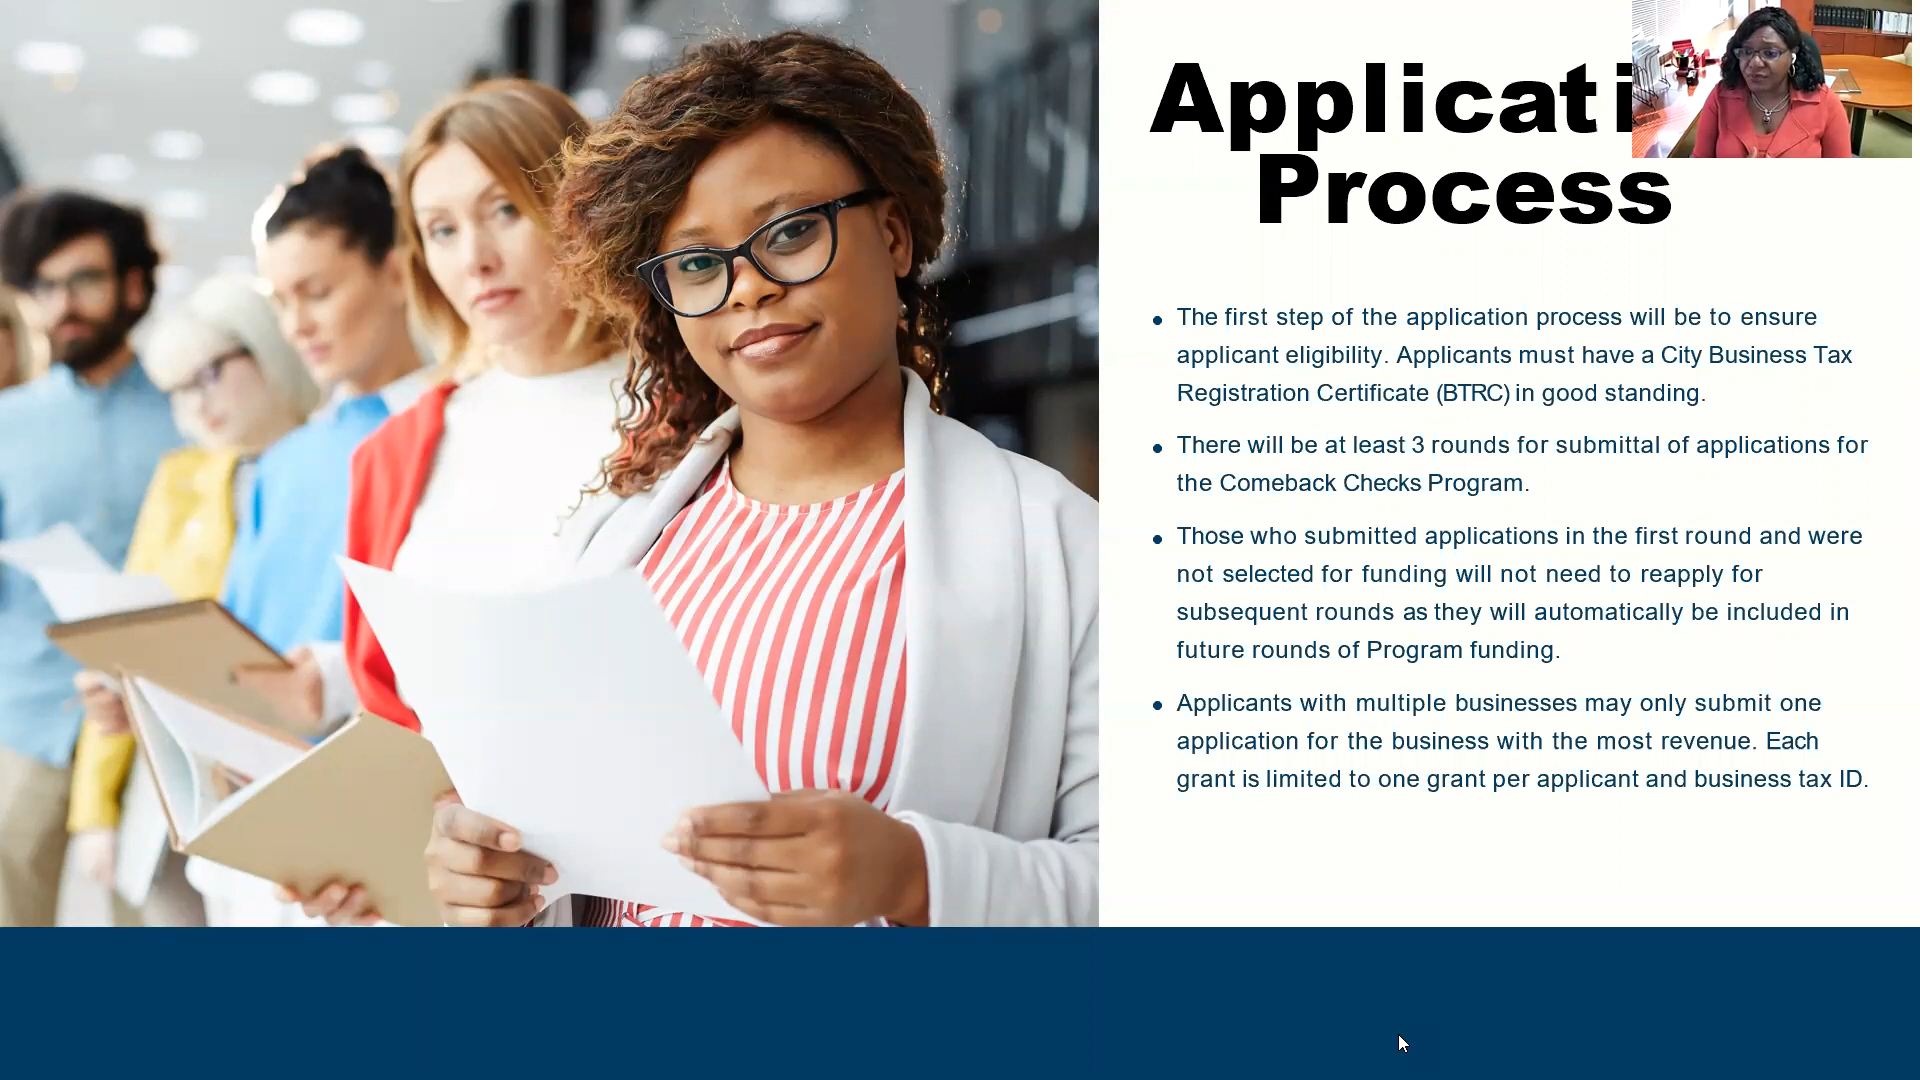 Applicati
Process
• The first step of the application process will be to ensure
applicant eligibility. Applicants must have a City Business Tax
Registration Certificate (BTRC) in good standing.
• There will be at least 3 rounds for submittal of applications for
the Comeback Checks Program.
• Those who submitted applications in the first round and were
not selected for funding will not need to reapply for
subsequent rounds as they will automatically be included in
future rounds of Program funding.
• Applicants with multiple businesses may only submit one
application for the business with the most revenue. Each
grant is limited to one grant per applicant and business tax ID.